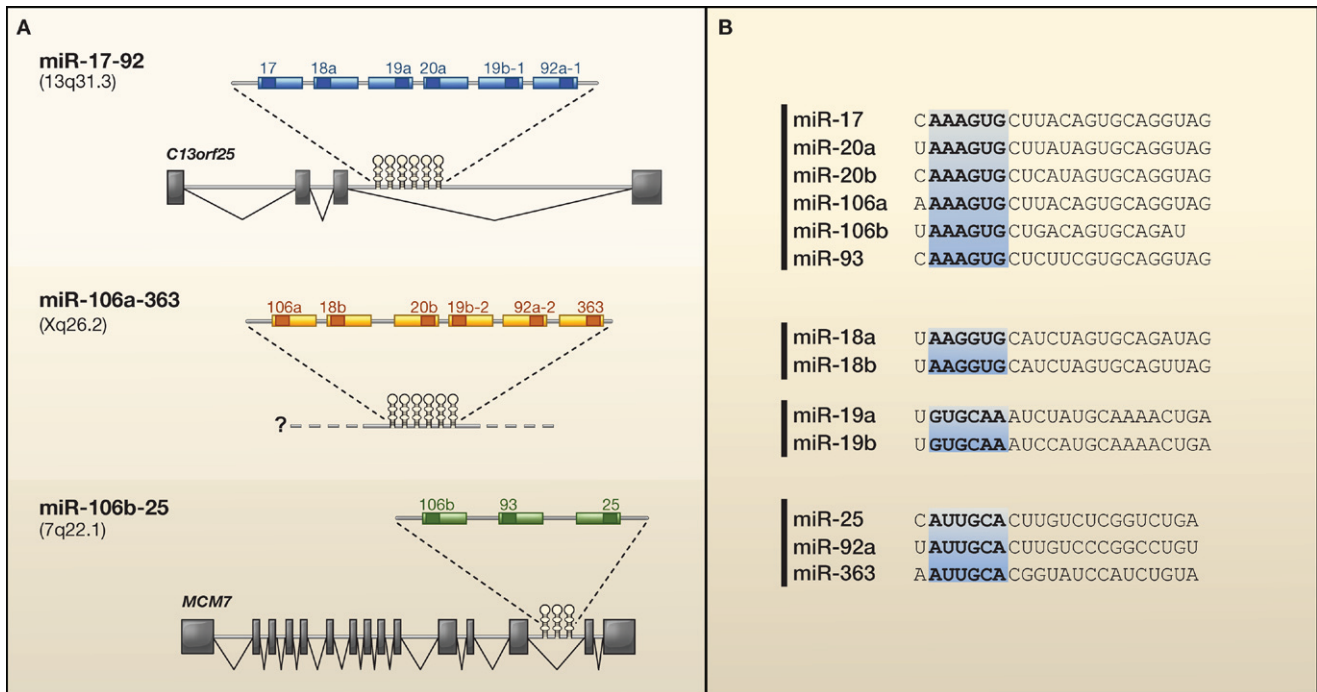 A
miR-17-92
(13q31.3)
17 18a 19a 20a 19b-1 92a-1
C13orf25
miR-106a-363
(Xq26.2)
106a 18b 20b 19b-2 92a-2 363
?
miR-106b-25
(7q22.1)
106b 93 25
MCM7
B
miR-17 CAAAGUGCUUACAGUGCAGGUAG
miR-20a UAAAGUGCUUAUAGUGCAGGUAG
miR-20b CAAAGUGCUCAUAGUGCAGGUAG
miR-106a AAAAGUGCUUACAGUGCAGGUAG
miR-106b UAAAGUGCUGACAGUGCAGAU
miR-93 CAAAGUGCUCUUCGUGCAGGUAG
miR-18a UAAGGUGCAUCUAGUGCAGAUAG
miR-18b UAAGGUGCAUCUAGUGCAGUUAG
miR-19a UGUGCAAAUCUAUGCAAAACUGA
miR-19b UGUGCAAAUCCAUGCAAAACUGA
miR-25 CAUUGCACUUGUCUCGGUCUGA
miR-92a UAUUGCACUUGUCCCGGCCUGU
miR-363 AAUUGCACGGUAUCCAUCUGUA